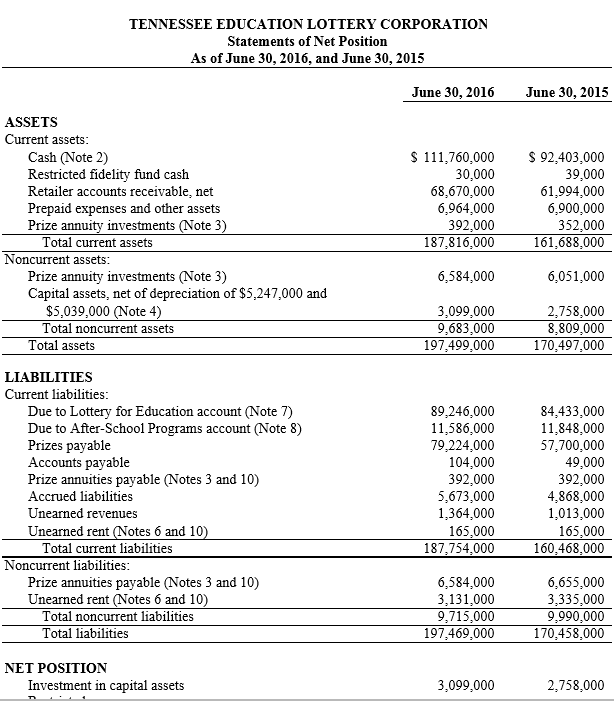 TENNESSEE EDUCATION LOTTERY CORPORATION
Statements of Net Position
As of June 30, 2016, and June 30, 2015
June 30, 2016 June 30, 2015
ASSETS
Current assets:
Cash (Note 2) $ 111,760,000 $ 92,403,000
Restricted fidelity fund cash 30,000 39,000
Retailer accounts receivable, net 68,670,000 61,994,000
Prepaid expenses and other assets 6,964,000 6,900,000
Prize annuity investments (Note 3) 392,000 352,000
Total current assets 187,816,000 161,688,000
Noncurrent assets:
Prize annuity investments (Note 3) 6,584,000 6,051,000
Capital assets, net of depreciation of $5,247,000 and
$5,039,000 (Note 4) 3,099,000 2,758,000
Total noncurrent assets 9,683,000 8,809,000
Total assets 197,499,000 170,497,000
LIABILITIES
Current liabilities:
Due to Lottery for Education account (Note 7) 89,246,000 84,433,000
Due to After-School Programs account (Note 8) 11,586,000 11,848,000
Prizes payable 79,224,000 57,700,000
Accounts payable 104,000 49,000
Prize annuities payable (Notes 3 and 10) 392,000 392,000
Accrued liabilities 5,673,000 4,868,000
Unearned revenues 1,364,000 1,013,000
Unearned rent (Notes 6 and 10) 165,000 165,000
Total current liabilities 187,754,000 160,468,000
Noncurrent liabilities:
Prize annuities payable (Notes 3 and 10) 6,584,000 6,655,000
Unearned rent (Notes 6 and 10) 3,131,000 3,335,000
Total noncurrent liabilities 9,715,000 9,990,000
Total liabilities 197,469,000 170,458,000
NET POSITION
Investment in capital assets 3,099,000 2,758,000